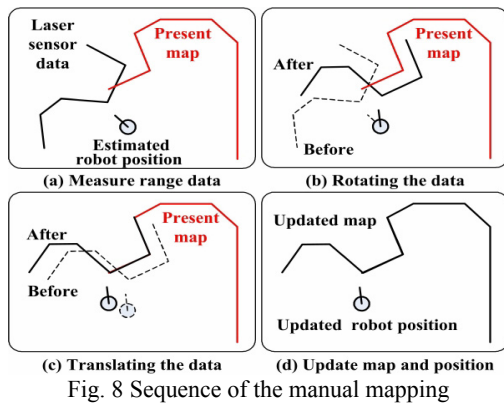 Laser
sensor
data
Present
map
Estimated
robot position
(a) Measure range data
After
Present
map
Before
(b) Rotating the data
After
Present
map
Before
(c) Translating the data
Updated map
Updated robot position
(d) Update map and position
Fig. 8 Sequence of the manual mapping